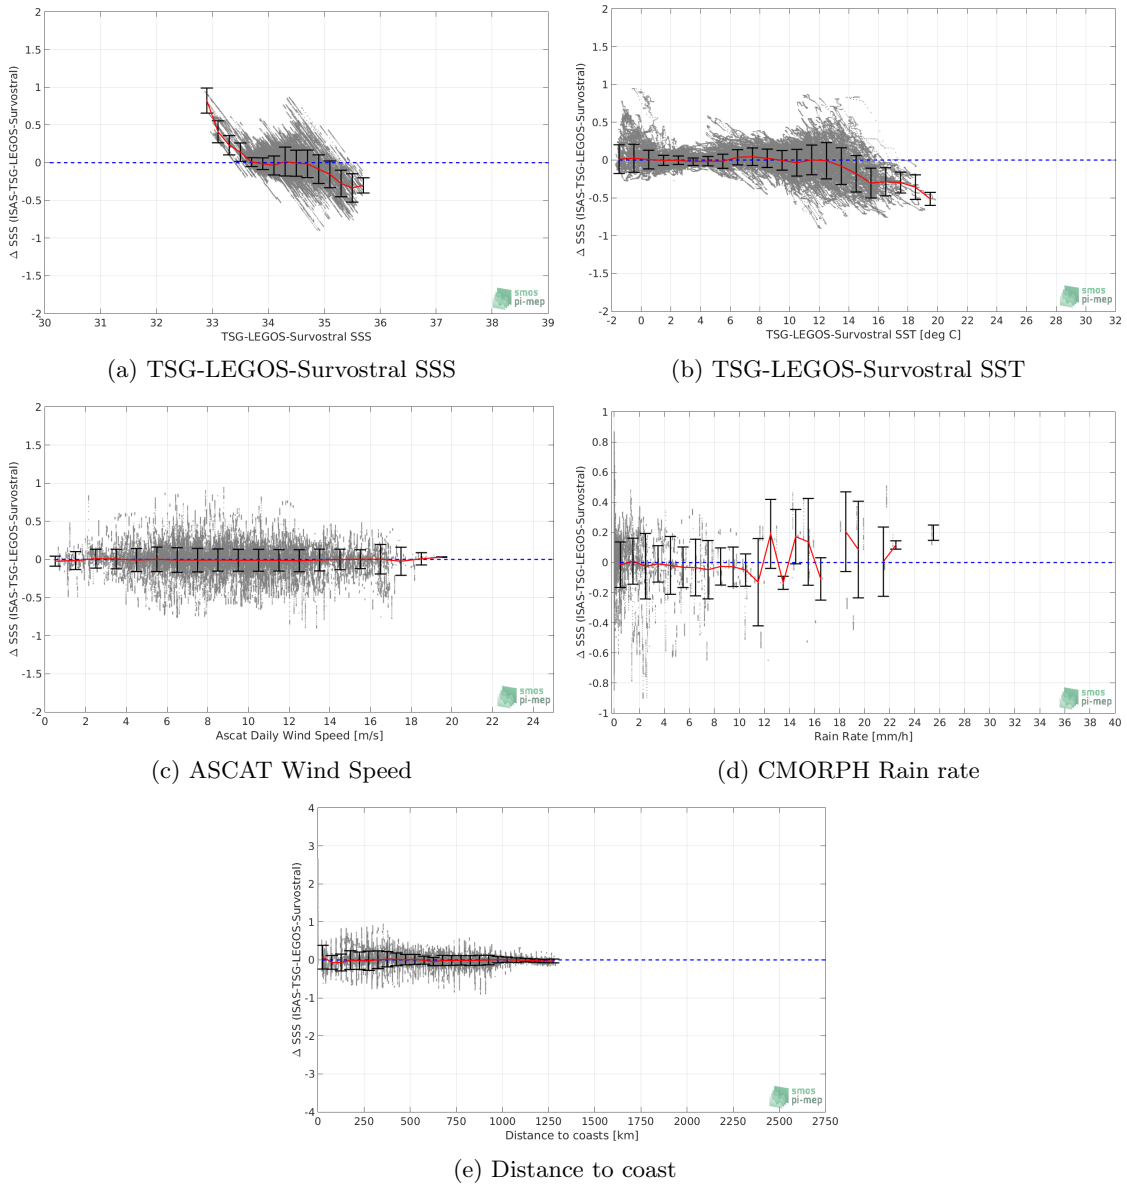 2
1.5
1
0.5
0
-0.5
-1
-1.5
-2
Δ SSS (ISAS-TSG-LEGOS-Survostral)
30 31 32 33 34 35 36 37 38 39
TSG-LEGOS-Survostral SSS
smos
pi-mep
(a) TSG-LEGOS-Survostral SSS
2
1.5
1
0.5
0
-0.5
-1
-1.5
-2
Δ SSS (ISAS-TSG-LEGOS-Survostral)
-2 0 2 4 6 8 10 12 14 16 18 20 22 24 26 28 30 32
TSG-LEGOS-Survostral SST [deg C]
smos
pi-mep
(b) TSG-LEGOS-Survostral SST
2
1.5
1
0.5
0
-0.5
-1
-1.5
-2
Δ SSS (ISAS-TSG-LEGOS-Survostral)
0 2 4 6 8 10 12 14 16 18 20 22 24
Ascat Daily Wind Speed [m/s]
smos
pi-mep
(c) ASCAT Wind Speed
1
0.8
0.6
0.4
0.2
0
-0.2
-0.4
-0.6
-0.8
-1
Δ SSS (ISAS-TSG-LEGOS-Survostral)
0 2 4 6 8 10 12 14 16 18 20 22 24 26 28 30 32 34 36 38 40
Rain Rate [mm/h]
smos
pi-mep
(d) CMORPH Rain rate
4
3
2
1
0
-1
-2
-3
-4
Δ SSS (ISAS-TSG-LEGOS-Survostral)
0 250 500 750 1000 1250 1500 1750 2000 2250 2500 2750
Distance to coasts [km]
smos
pi-mep
(e) Distance to coast